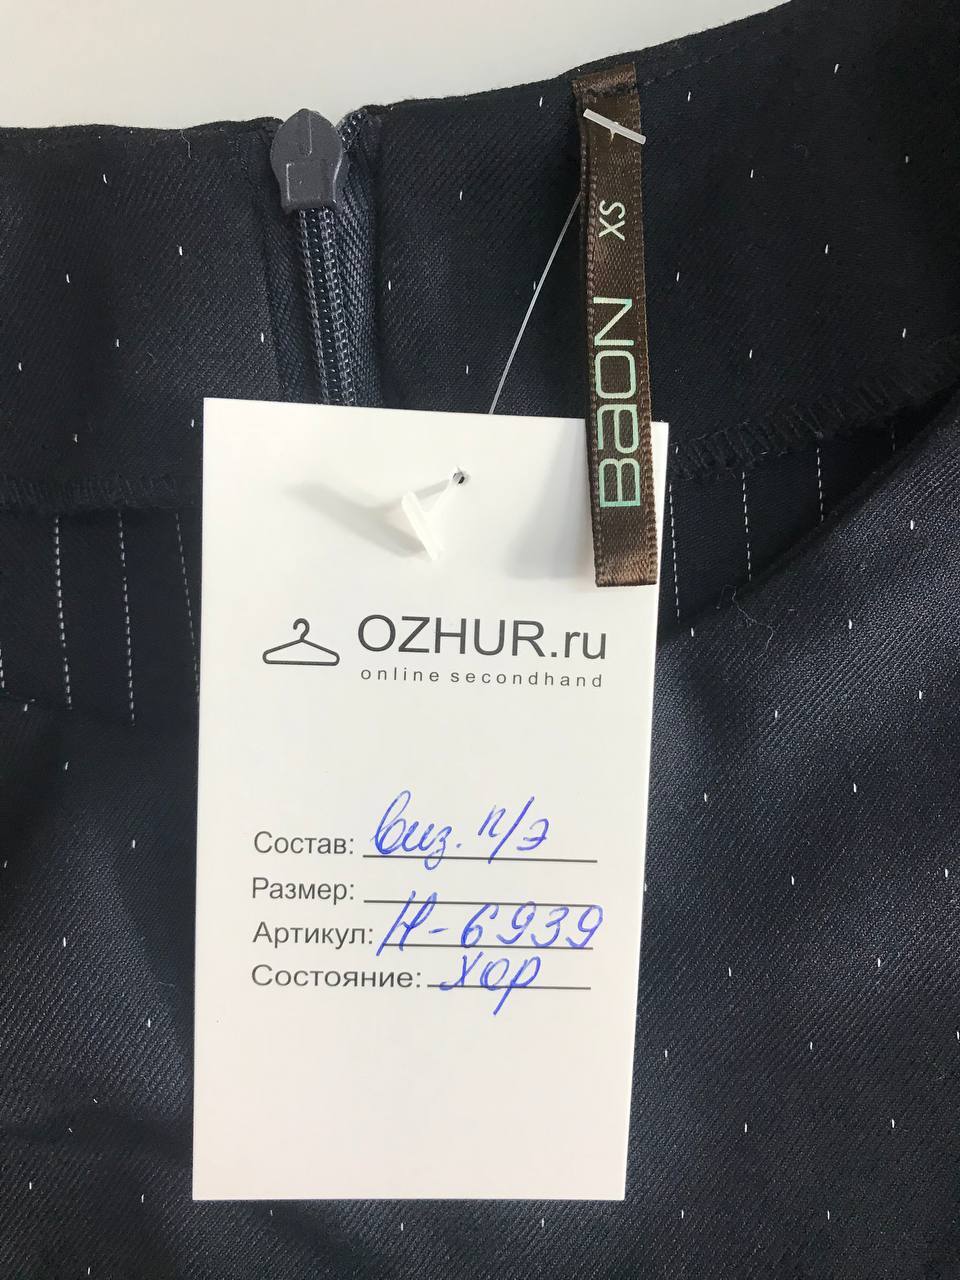 XS
BaON
OZHUR.ru
online secondhand
Состав: виз. п/э
Размер:
Артикул: Н-6939
Состояние: хор